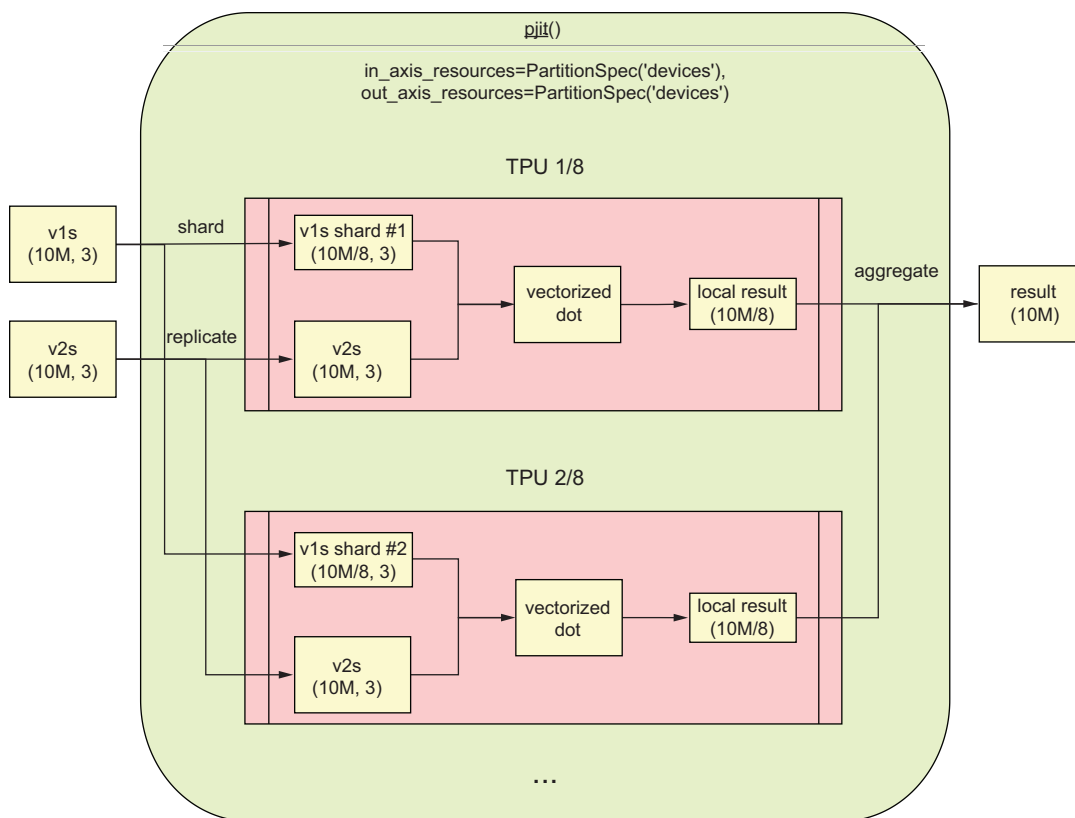 pjit()
in_axis_resources=PartitionSpec('devices'),
out_axis_resources=PartitionSpec('devices')
TPU 1/8
v1s
(10M, 3)
shard
v1s shard #1
(10M/8, 3)
vectorized
dot
local result
(10M/8)
aggregate
result
(10M)
v2s
(10M, 3)
replicate
v2s
(10M, 3)
TPU 2/8
v1s shard #2
(10M/8, 3)
vectorized
dot
local result
(10M/8)
v2s
(10M, 3)
...